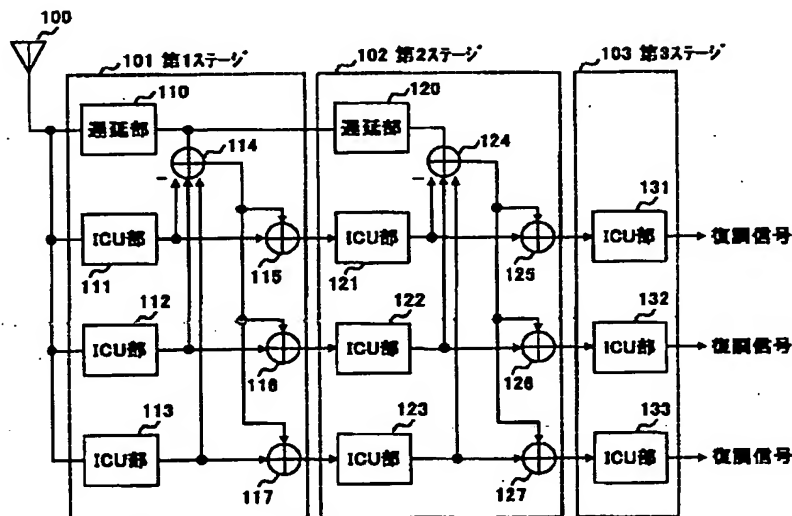 100
101 第1ステージ
102 第2ステージ
103 第3ステージ
110
遅延部
114
120
遅延部
124
−
−
ICU部
111
115
ICU部
121
125
131
ICU部
復調信号
112
ICU部
116
122
ICU部
126
132
ICU部
復調信号
113
ICU部
117
123
ICU部
127
133
ICU部
復調信号